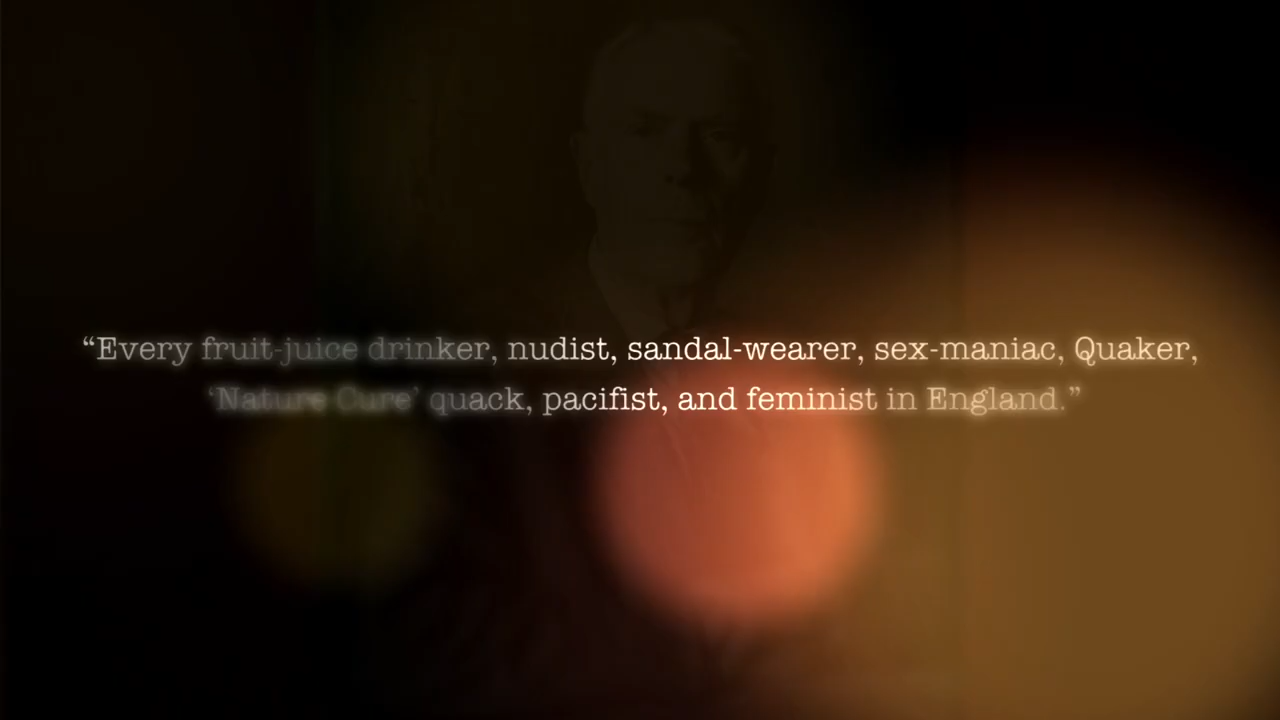 “Every fruit-juice drinker, nudist, sandal-wearer, sex-maniac, Quaker,
‘Nature Cure’ quack, pacifist, and feminist in England.”